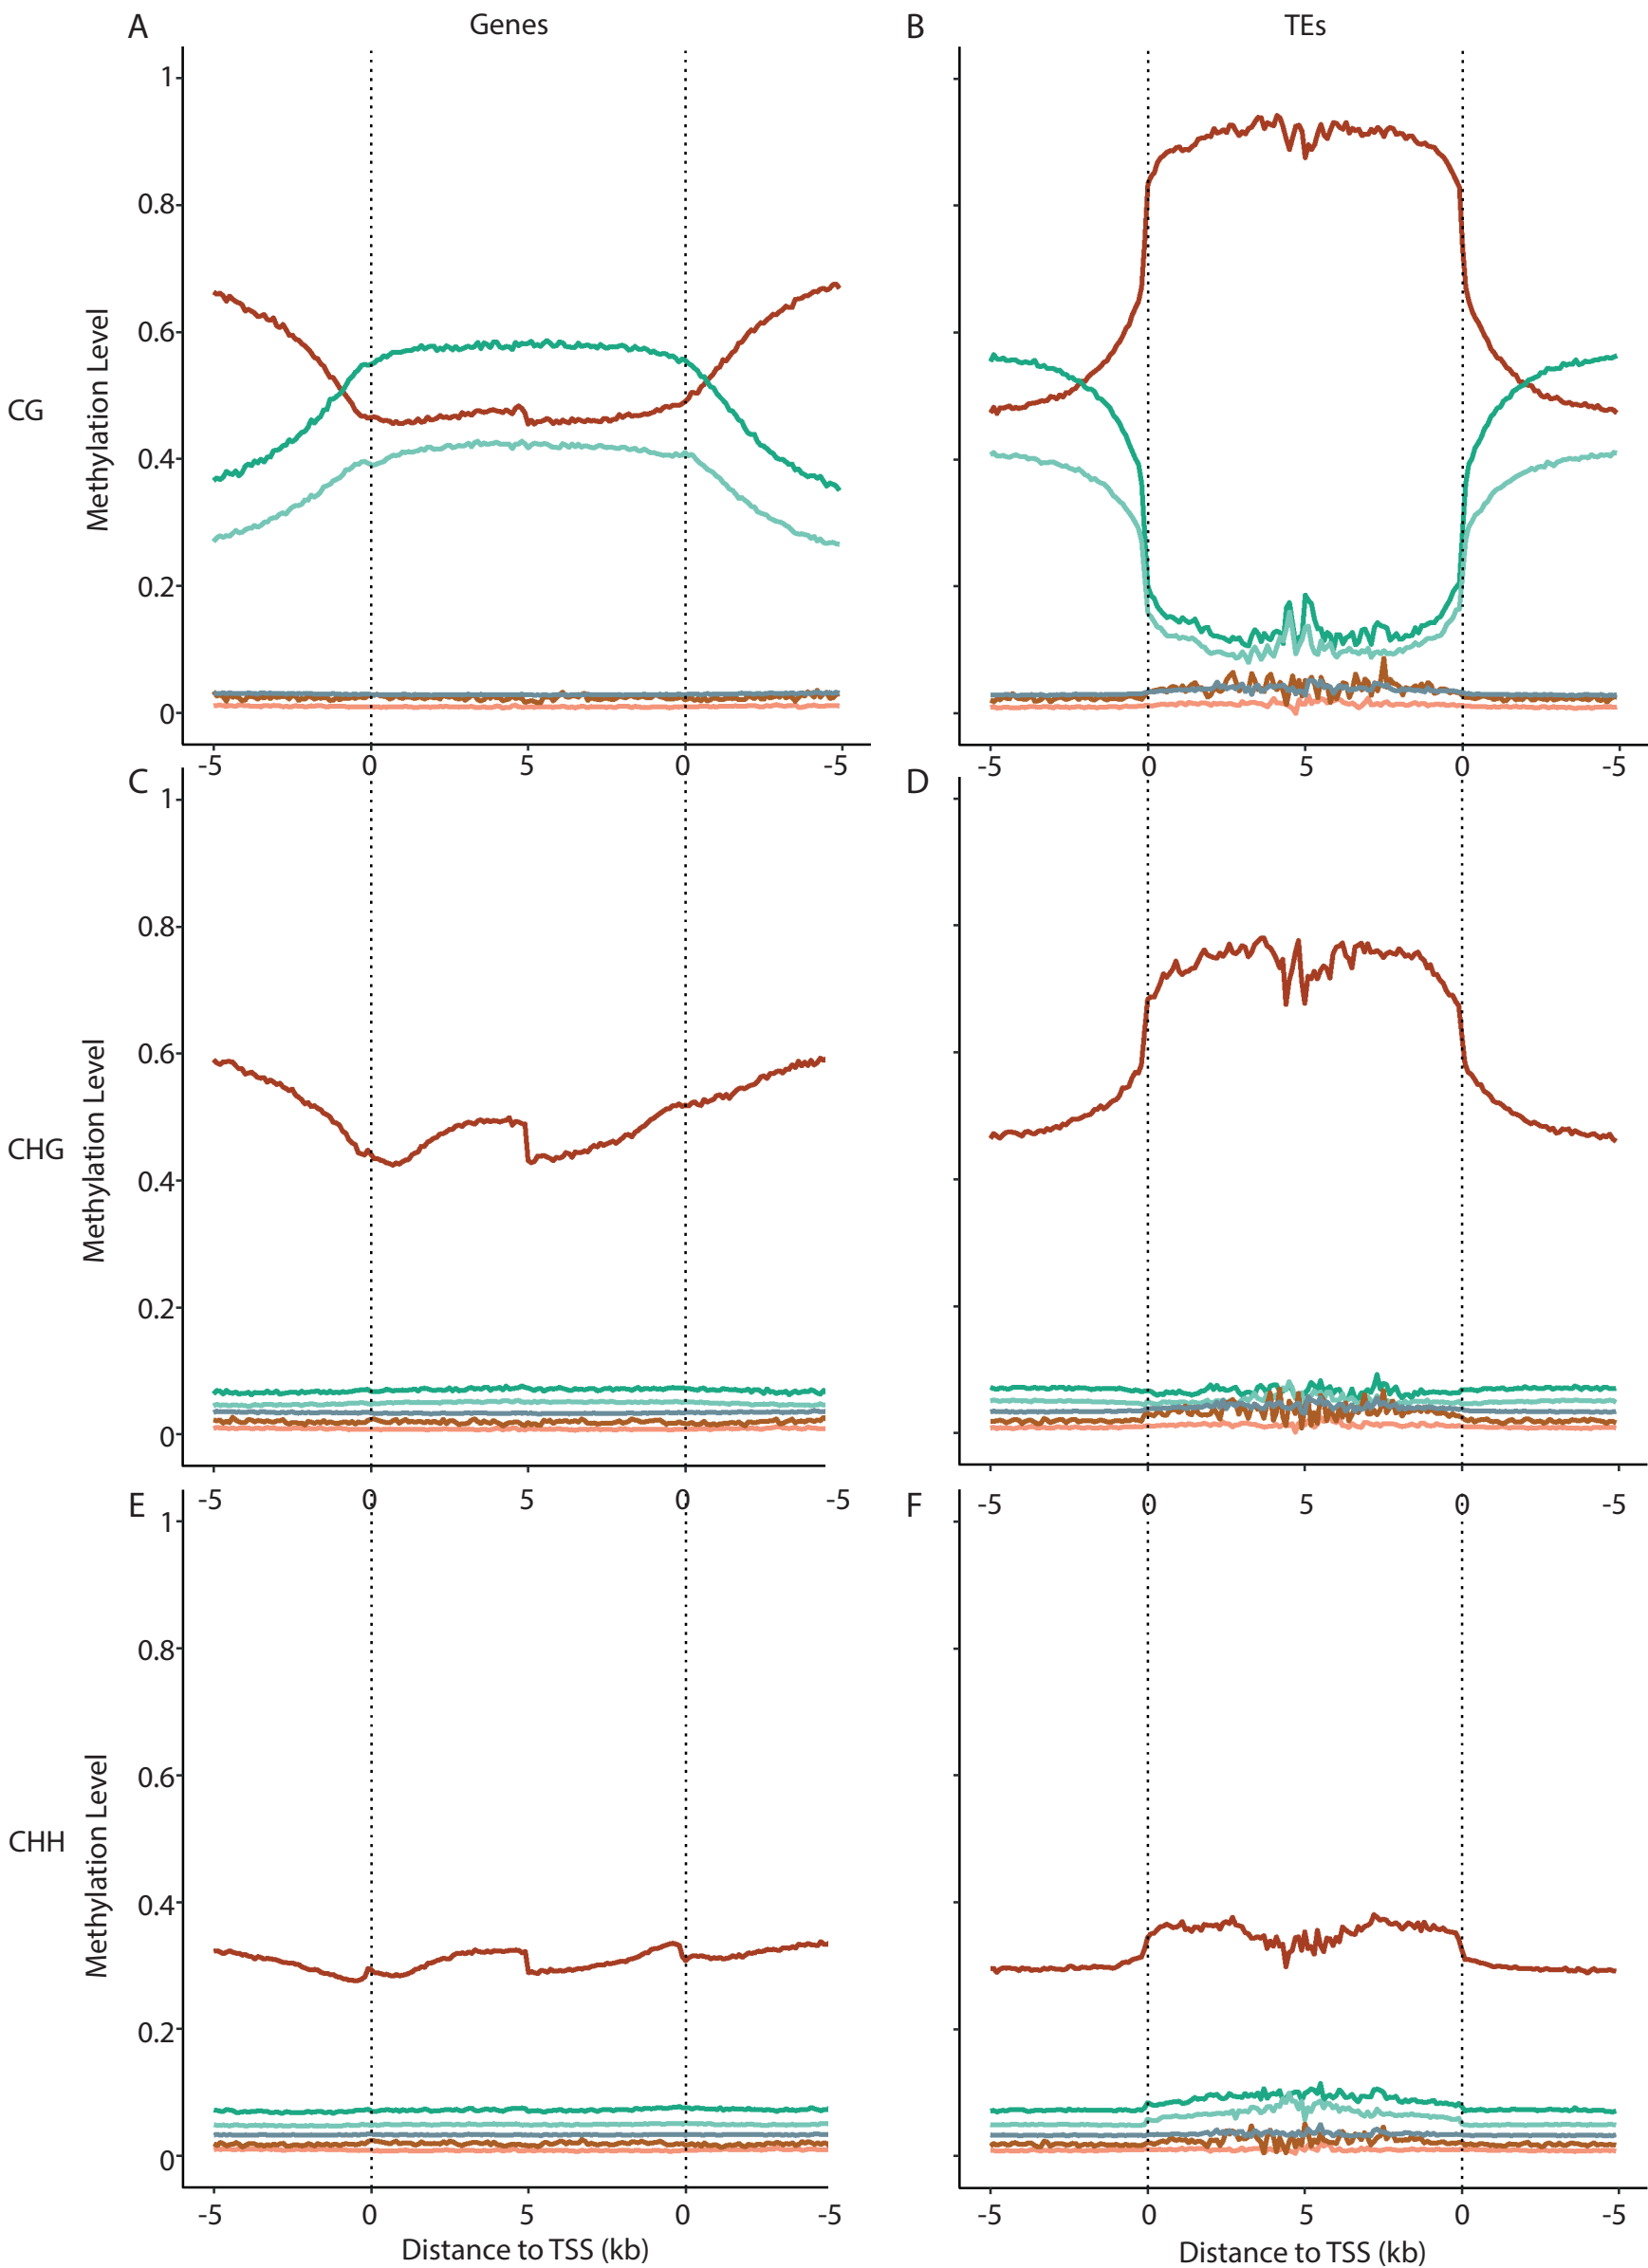 A Genes B TEs
1
0.8
0.6
CG Methylation Level
0.4
0.2
0
-5 0 5 0 -5 -5 0 5 0 -5
C D
1
0.8
0.6
CHG Methylation Level
0.4
0.2
0
-5 0 5 0 -5 -5 0 5 0 -5
E F
1
0.8
0.6
CHH Methylation Level
0.4
0.2
0
-5 0 5 0 -5 -5 0 5 0 -5
Distance to TSS (kb) Distance to TSS (kb)